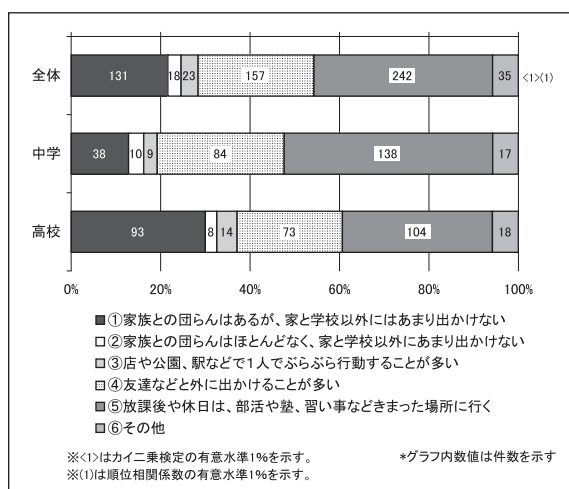 全体 131 18 23 157 242 35 <1>(1)
中学 38 10 9 84 138 17
高校 93 8 14 73 104 18
0% 20% 40% 60% 80% 100%
■①家族との団らんはあるが、家と学校以外にはあまり出かけない
□②家族との団らんはほとんどなく、家と学校以外にあまり出かけない
③店や公園、駅などで1人でぶらぶら行動することが多い
④友達などと外に出かけることが多い
⑤放課後や休日は、部活や塾、習い事などきまった場所に行く
⑥その他
※<1>はカイ二乗検定の有意水準1%を示す。 *グラフ内数値は件数を示す
※(1)は順位相関係数の有意水準1%を示す。